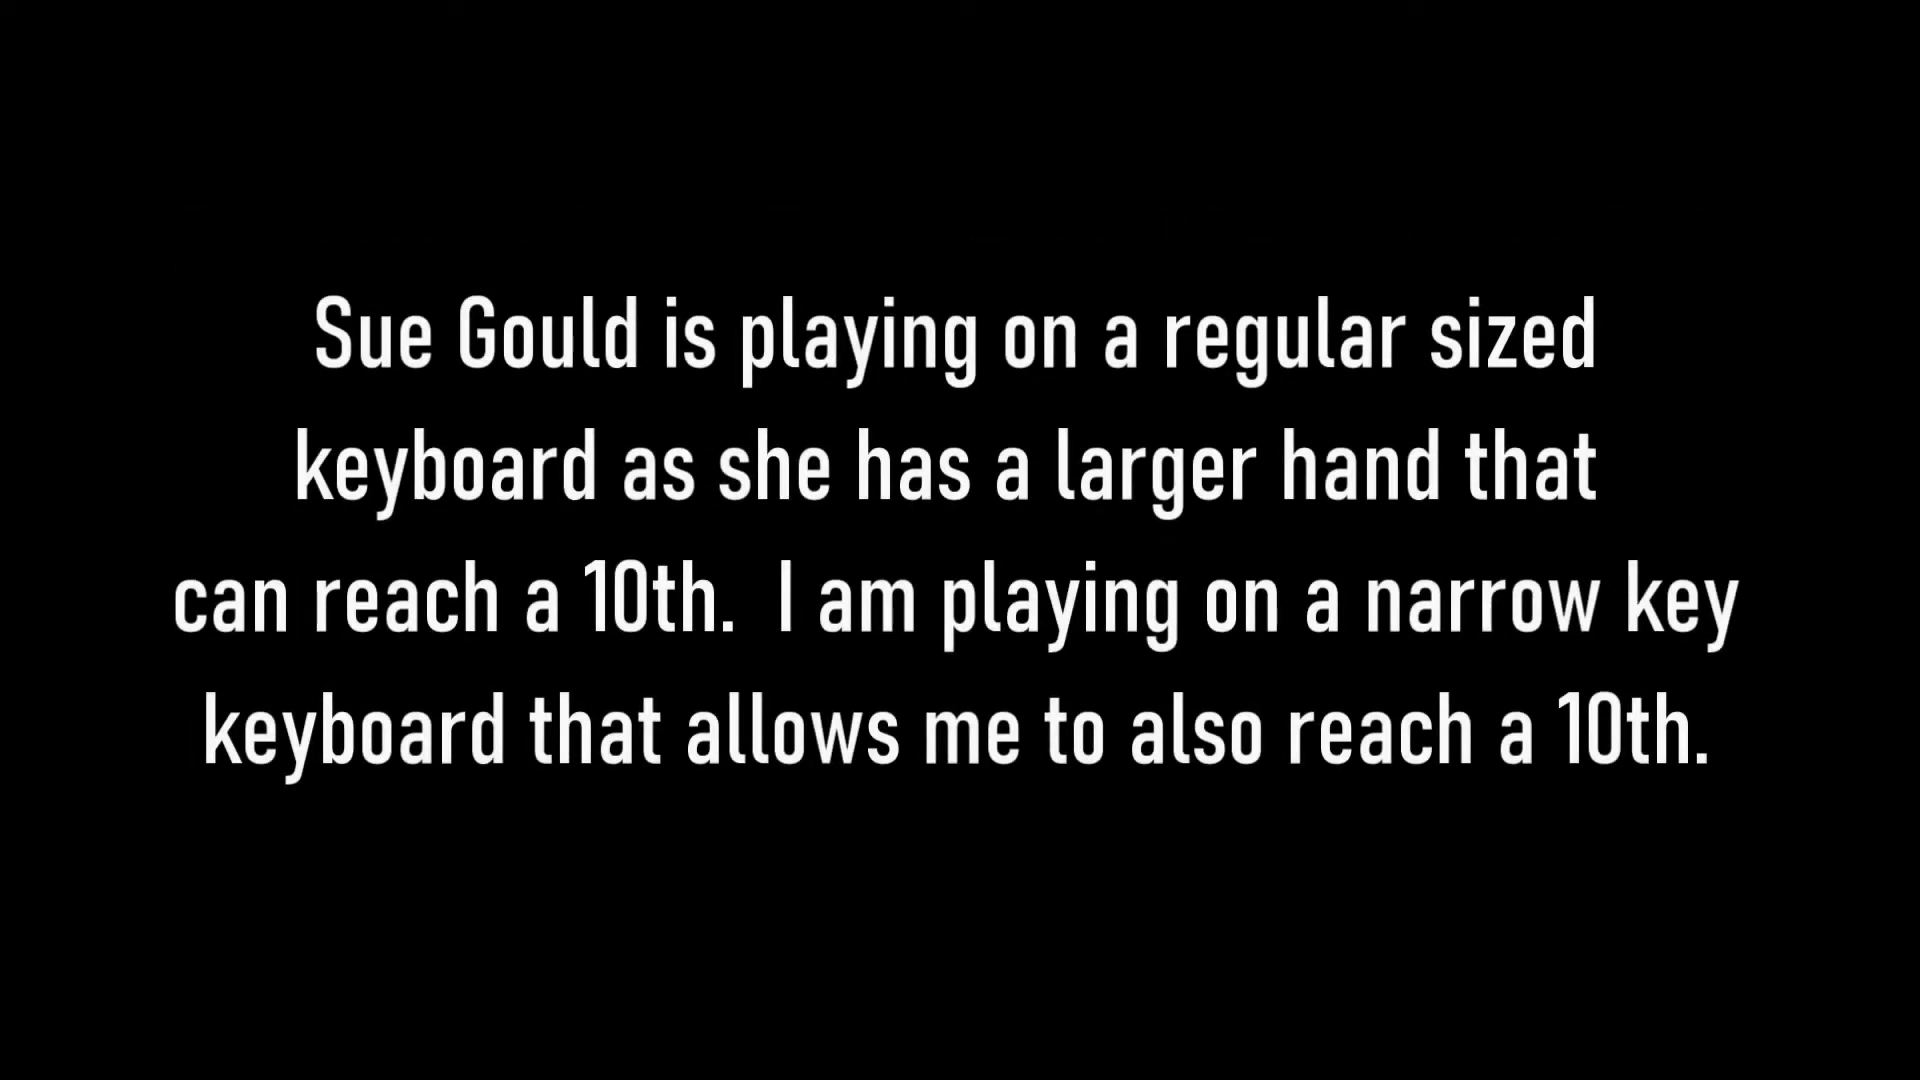 Sue Gould is playing on a regular sized
keyboard as she has a larger hand that
can reach a 10th.  I am playing on a narrow key
keyboard that allows me to also reach a 10th.